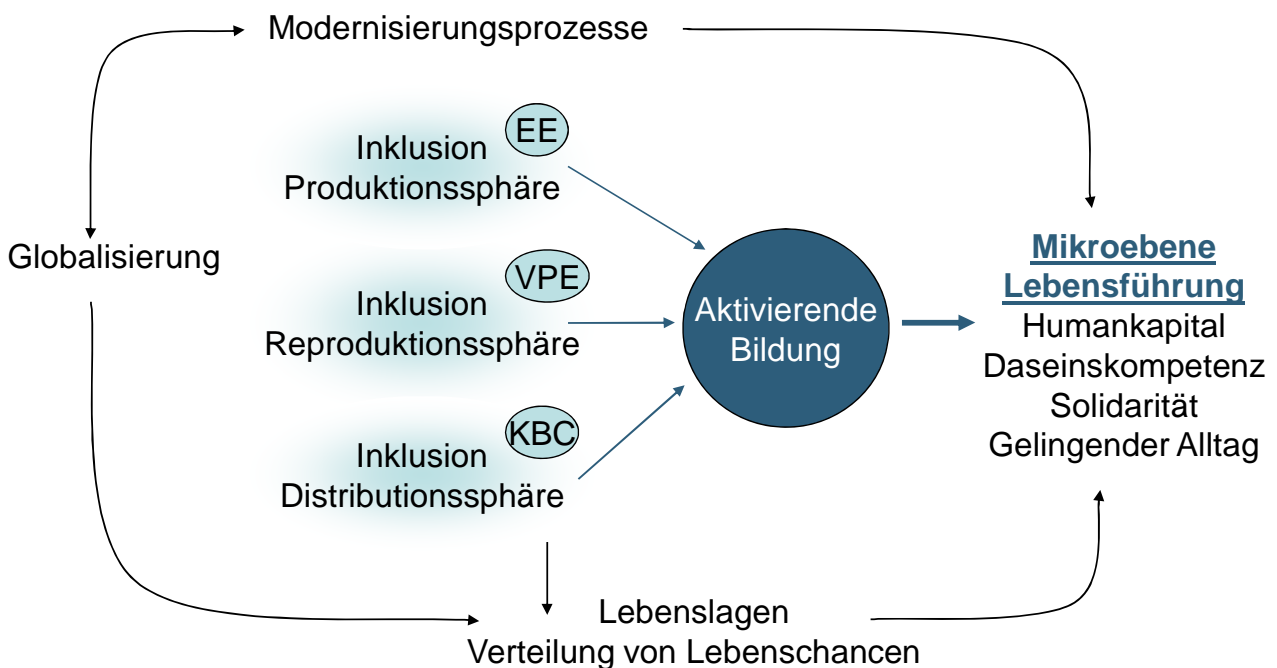 Modernisierungsprozesse
EE
Inklusion
Produktionssphäre
Globalisierung
VPE
Inklusion
Reproduktionssphäre
KBC
Inklusion
Distributionssphäre
Aktivierende
Bildung
Mikroebene
Lebensführung
Humankapital
Daseinskompetenz
Solidarität
Gelingender Alltag
Lebenslagen
Verteilung von Lebenschancen